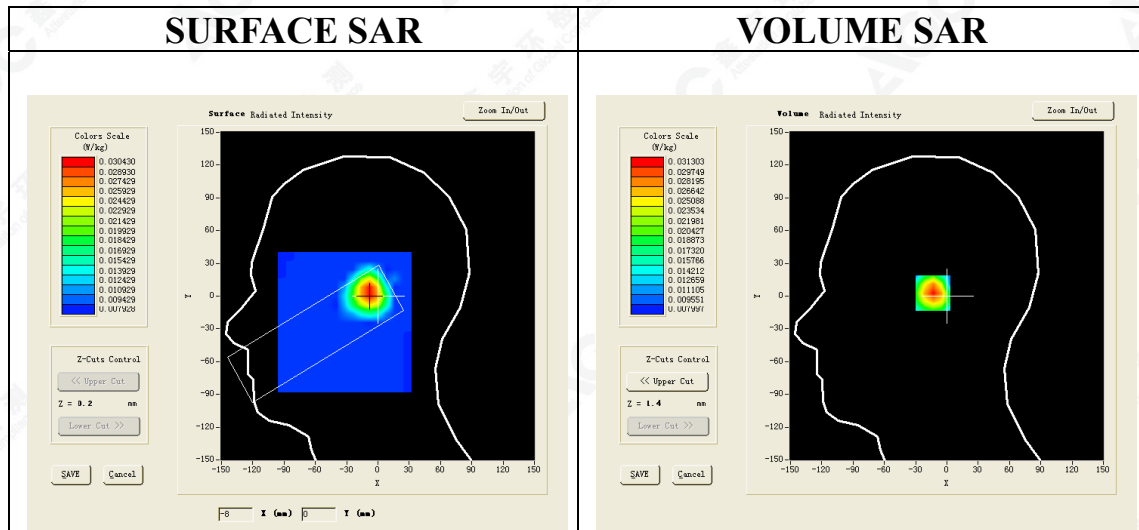 SURFACE SAR
VOLUME SAR
Surface Radiated Intensity
Zoom In/Out
Colors Scale
(W/kg)
0.030430
0.028930
0.027429
0.025929
0.024429
0.022929
0.021429
0.019929
0.018429
0.016929
0.015429
0.013929
0.012429
0.010929
0.009429
0.007928
150
120
90
60
30
0
-30
-60
-90
-120
-150
Y
-150 -120 -90 -60 -30 0 30 60 90 120 150
X
Z-Cuts Control
<< Upper Cut
Z = 0.2 mm
Lower Cut >>
SAVE Cancel
-8 X (mm) 0 Y (mm)
Volume Radiated Intensity
Zoom In/Out
Colors Scale
(W/kg)
0.031303
0.029749
0.028195
0.026642
0.025088
0.023534
0.021981
0.020427
0.018873
0.017320
0.015766
0.014212
0.012659
0.011105
0.009551
0.007997
150
120
90
60
30
0
-30
-60
-90
-120
-150
Y
-150 -120 -90 -60 -30 0 30 60 90 120 150
X
Z-Cuts Control
<< Upper Cut
Z = 1.4 mm
Lower Cut >>
SAVE Cancel